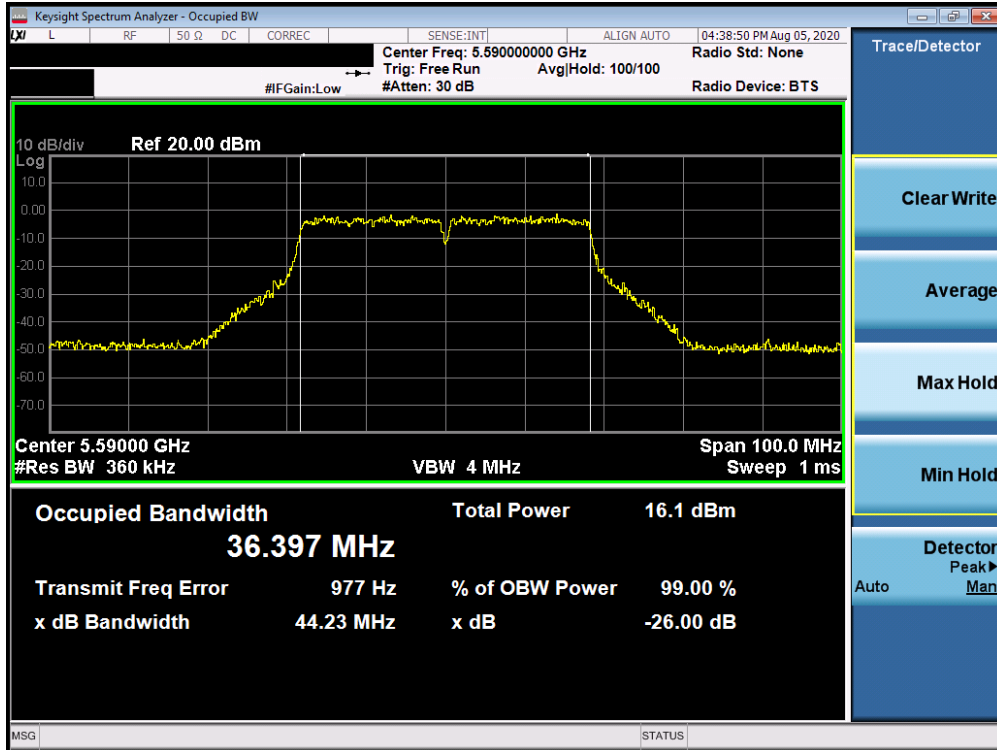 Keysight Spectrum Analyzer - Occupied BW
LXI L RF 50 Ω DC CORREC SENSE:INT ALIGN AUTO 04:38:50 PM Aug 05, 2020
Center Freq: 5.590000000 GHz Radio Std: None
Trig: Free Run Avg|Hold: 100/100
#IFGain:Low #Atten: 30 dB Radio Device: BTS
10 dB/div Ref 20.00 dBm
Log
10.0
0.00
-10.0
-20.0
-30.0
-40.0
-50.0
-60.0
-70.0
Center 5.59000 GHz Span 100.0 MHz
#Res BW 360 kHz VBW 4 MHz Sweep 1 ms
Occupied Bandwidth Total Power 16.1 dBm
36.397 MHz
Transmit Freq Error 977 Hz % of OBW Power 99.00 %
x dB Bandwidth 44.23 MHz x dB -26.00 dB
MSG STATUS
Trace/Detector
Clear Write
Average
Max Hold
Min Hold
Detector
Peak▶
Auto Man